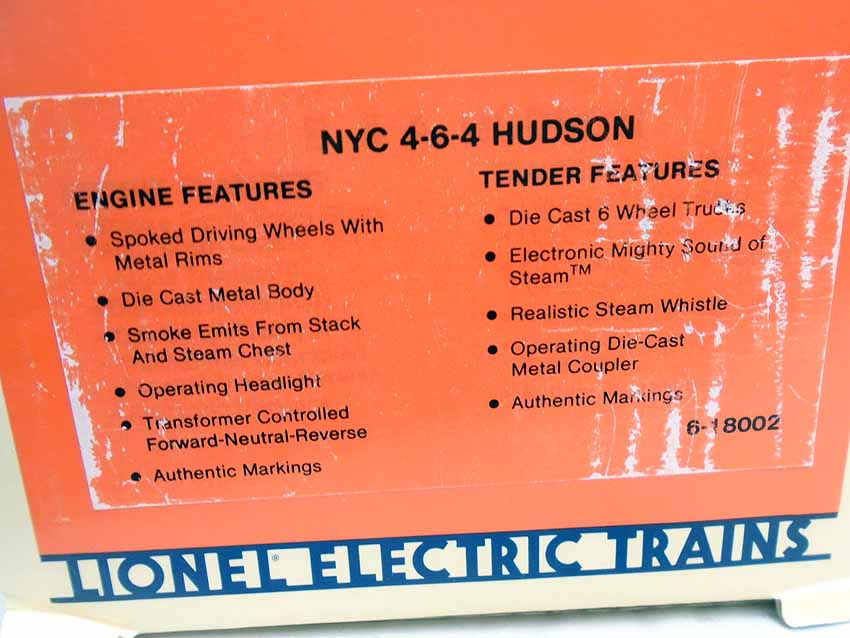 NYC 4-6-4 HUDSON
ENGINE FEATURES
• Spoked Driving Wheels With
Metal Rims
• Die Cast Metal Body
• Smoke Emits From Stack
And Steam Chest
• Operating Headlight
• Transformer Controlled
Forward-Neutral-Reverse
• Authentic Markings
TENDER FEATURES
• Die Cast 6 Wheel Trucks
• Electronic Mighty Sound of
Steam™
• Realistic Steam Whistle
• Operating Die-Cast
Metal Coupler
• Authentic Markings
6-18002
LIONEL® ELECTRIC TRAINS